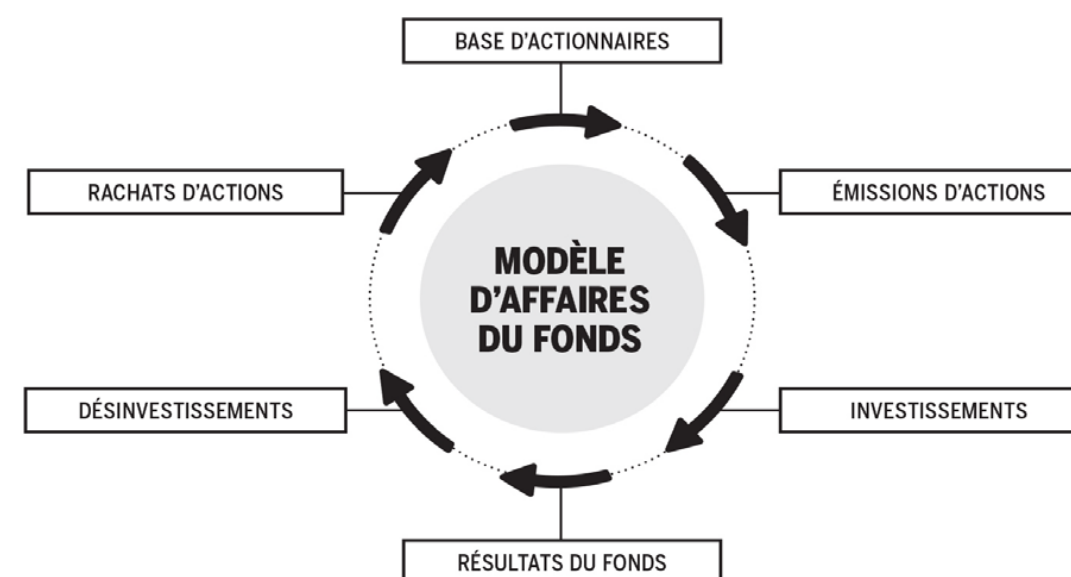 BASE D'ACTIONNAIRES
RACHATS D'ACTIONS
ÉMISSIONS D'ACTIONS
MODÈLE
D'AFFAIRES
DU FONDS
DÉSINVESTISSEMENTS
INVESTISSEMENTS
RÉSULTATS DU FONDS